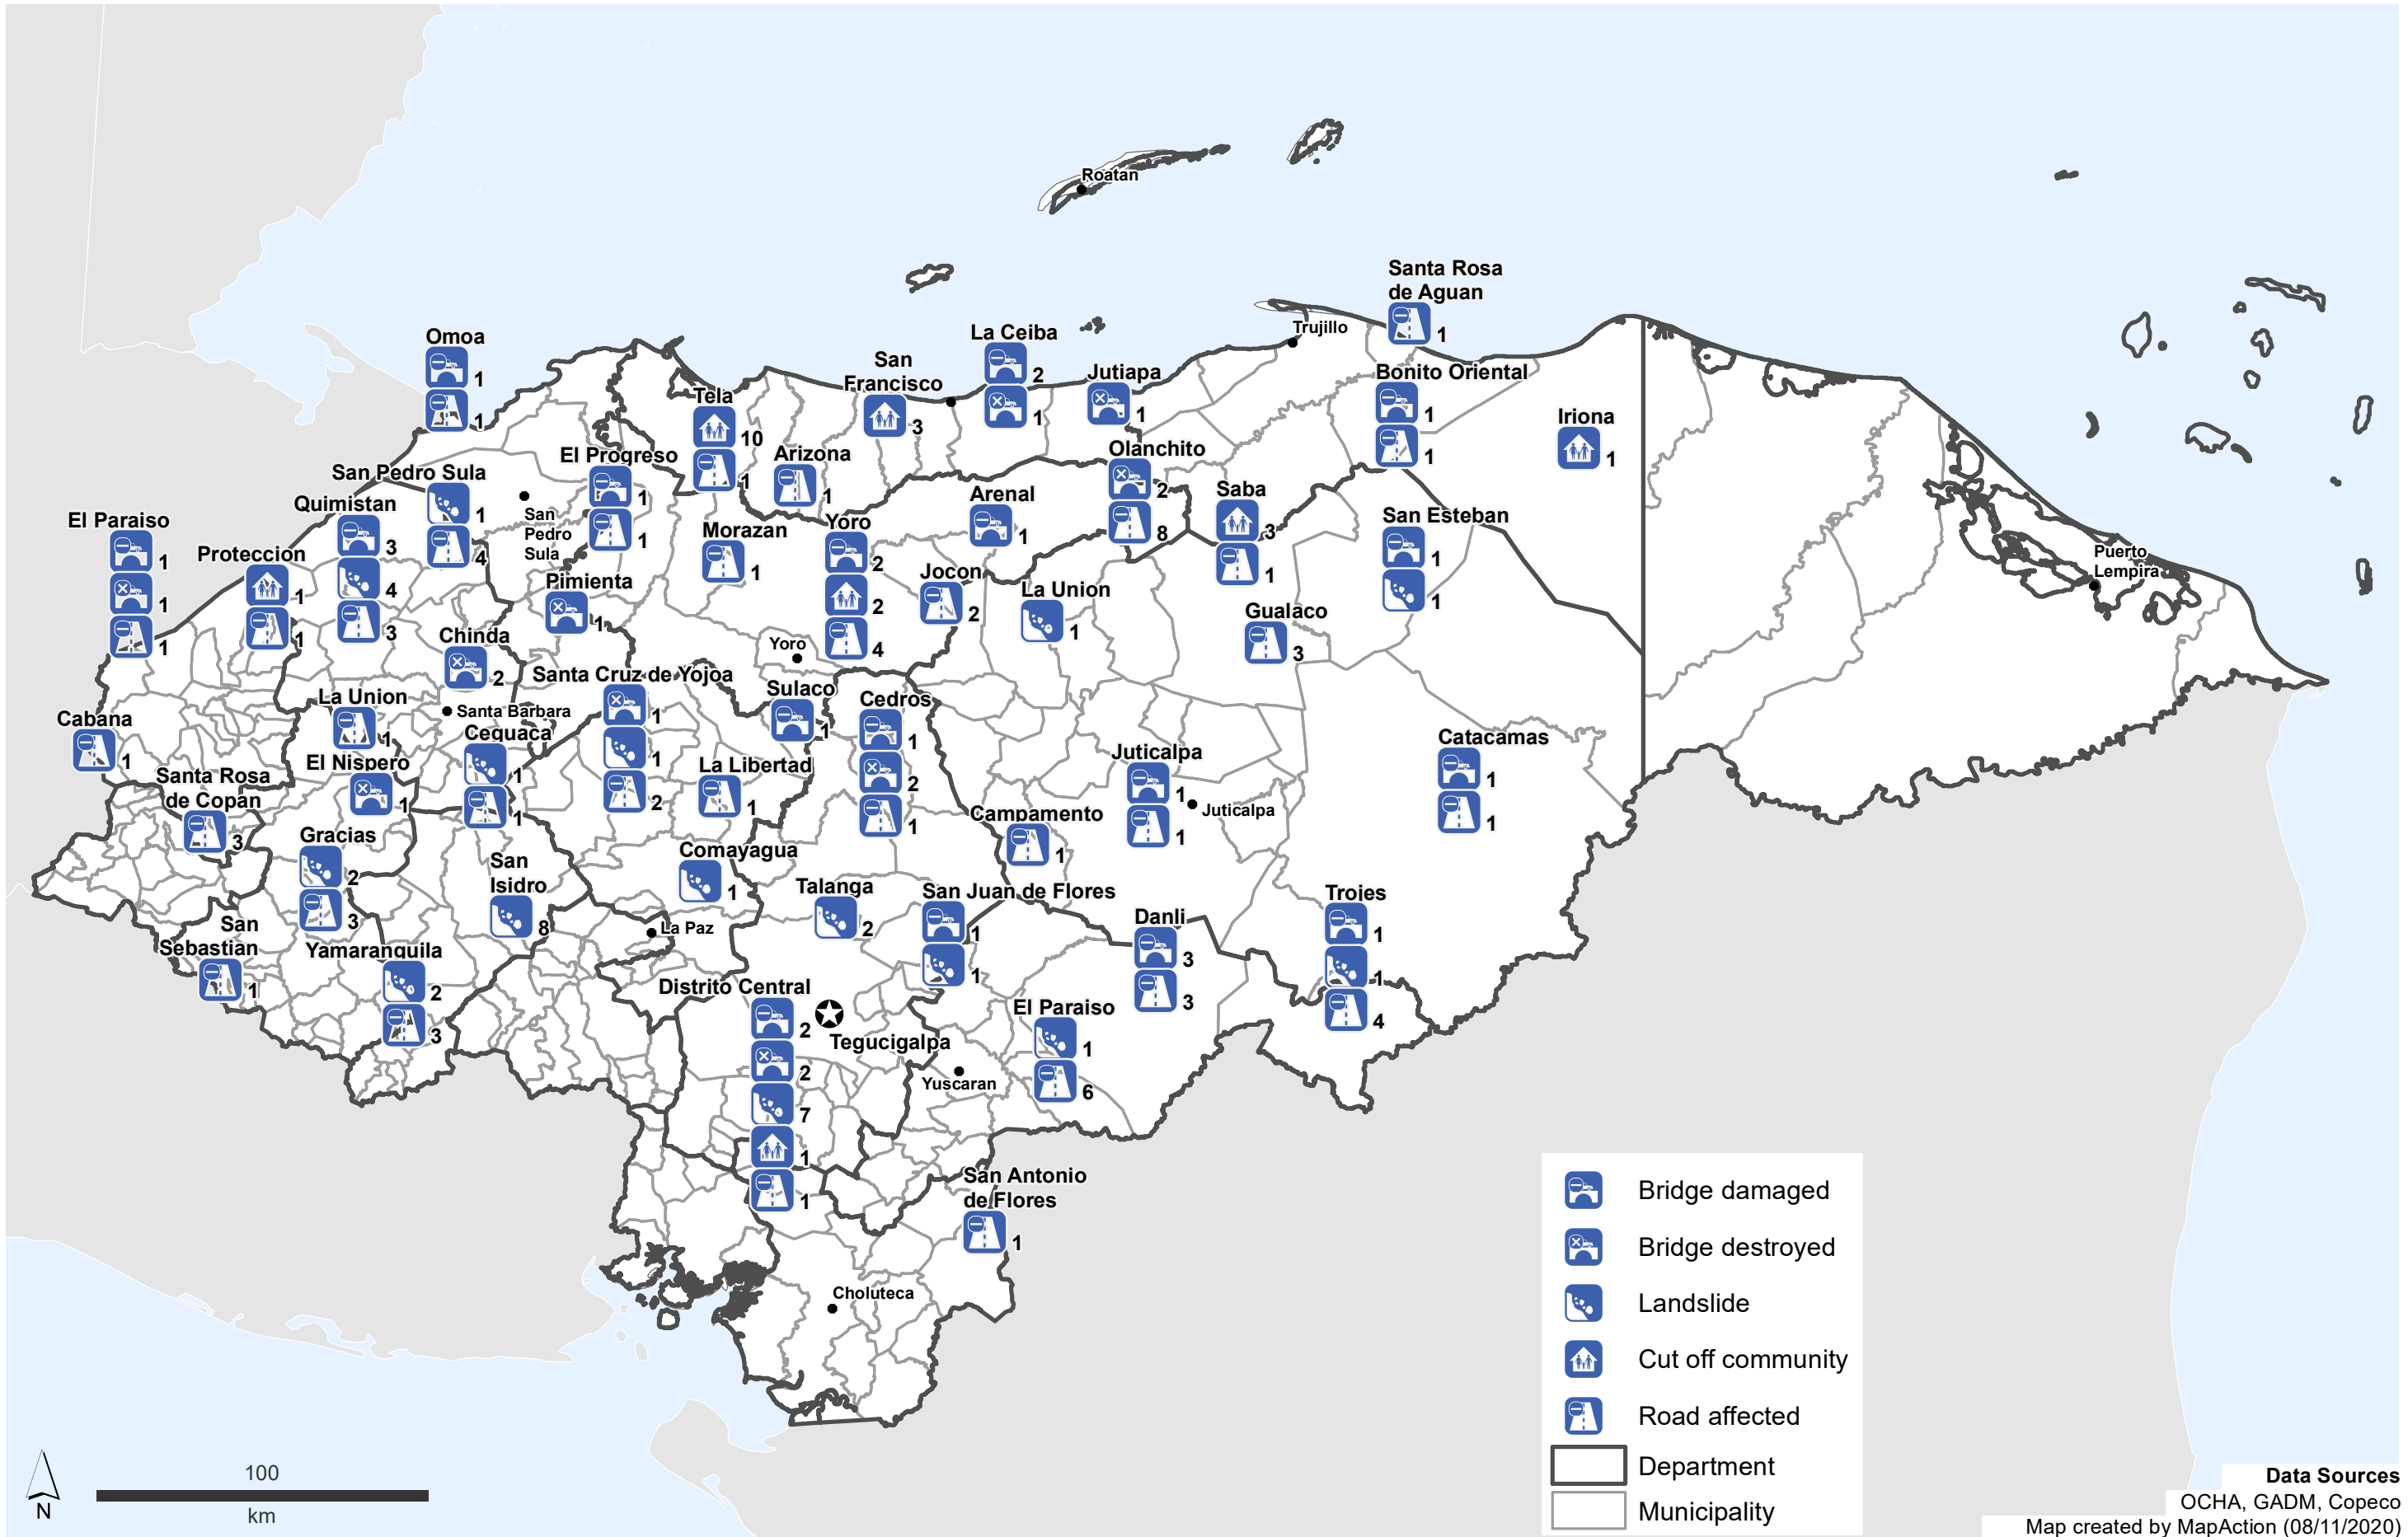 Roatan
Santa Rosa
de Aguan
1
Trujillo
Omoa
1
1
La Ceiba
2
1
San
Francisco
3
Jutiapa
1
Bonito Oriental
1
1
Tela
10
1
Iriona
1
Arizona
1
El Progreso
1
1
Olanchito
2
8
San Pedro Sula
1
4
San
Pedro
Sula
Quimistan
3
4
3
Arenal
1
Saba
3
1
El Paraiso
1
1
1
Proteccion
1
1
Morazan
1
Yoro
2
2
4
San Esteban
1
1
Puerto
Lempira
Jocon
2
La Union
1
Pimienta
1
Gualaco
3
Chinda
2
Yoro
Santa Cruz de Yojoa
1
1
2
Sulaco
1
Cedros
1
2
1
La Union
1
Santa Barbara
Cabana
1
Ceguaca
1
1
Catacamas
1
1
Juticalpa
1
1
Juticalpa
El Nispero
1
La Libertad
1
Santa Rosa
de Copan
3
Campamento
1
Gracias
2
3
Comayagua
1
San
Isidro
8
Talanga
2
San Juan de Flores
1
1
Trojes
1
1
4
Danli
3
3
La Paz
San
Sebastian
1
Yamaranguila
2
3
Distrito Central
2
2
7
1
1
Tegucigalpa
El Paraiso
1
6
Yuscaran
San Antonio
de Flores
1
Choluteca
Bridge damaged
Bridge destroyed
Landslide
Cut off community
Road affected
Department
Municipality
100
km
N
Data Sources
OCHA, GADM, Copeco
Map created by MapAction (08/11/2020)